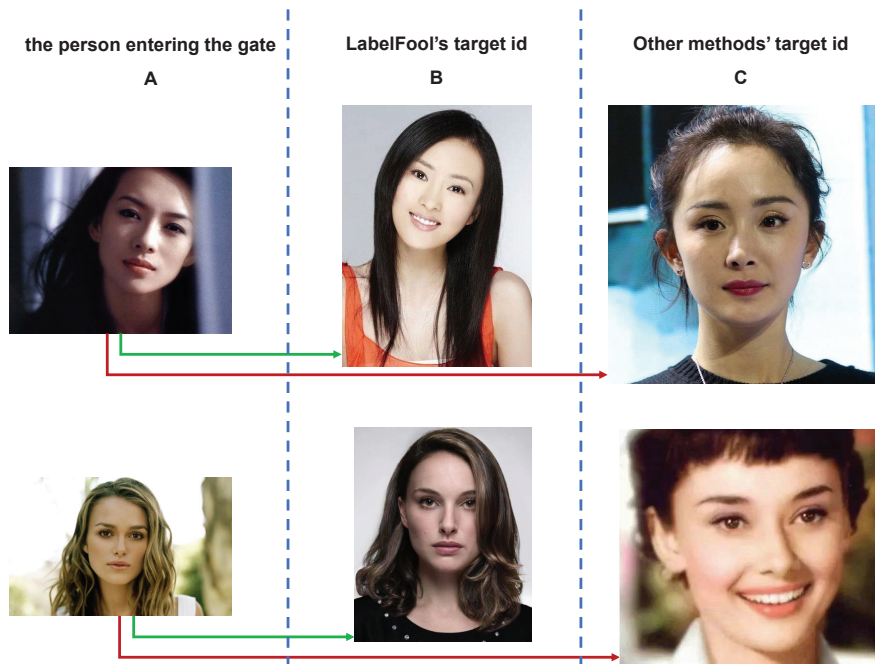 the person entering the gate
A
LabelFool's target id
B
Other methods' target id
C